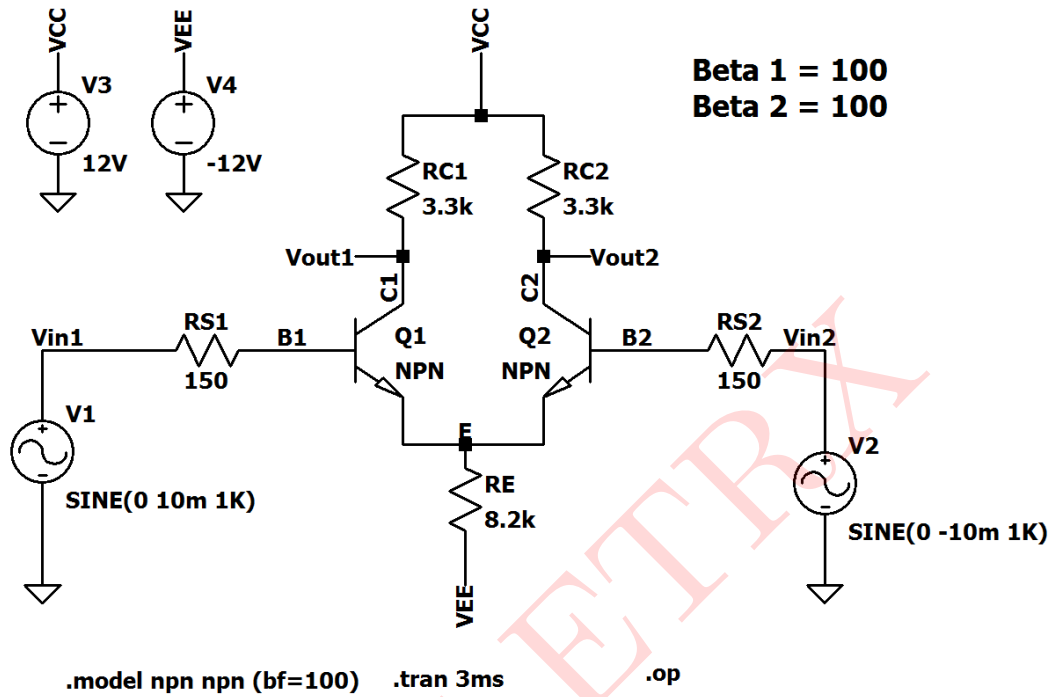 VCC
VEE
VCC
V3
V4
12V
-12V
Beta 1 = 100
Beta 2 = 100
RC1
3.3k
RC2
3.3k
Vout1
Vout2
C1
C2
Vin1
RS1
150
B1
Q1
NPN
Q2
NPN
B2
RS2
150
Vin2
V1
SINE(0 10m 1K)
E
RE
8.2k
VEE
V2
SINE(0 -10m 1K)
.model npn npn (bf=100)
.tran 3ms
.op
ETRX